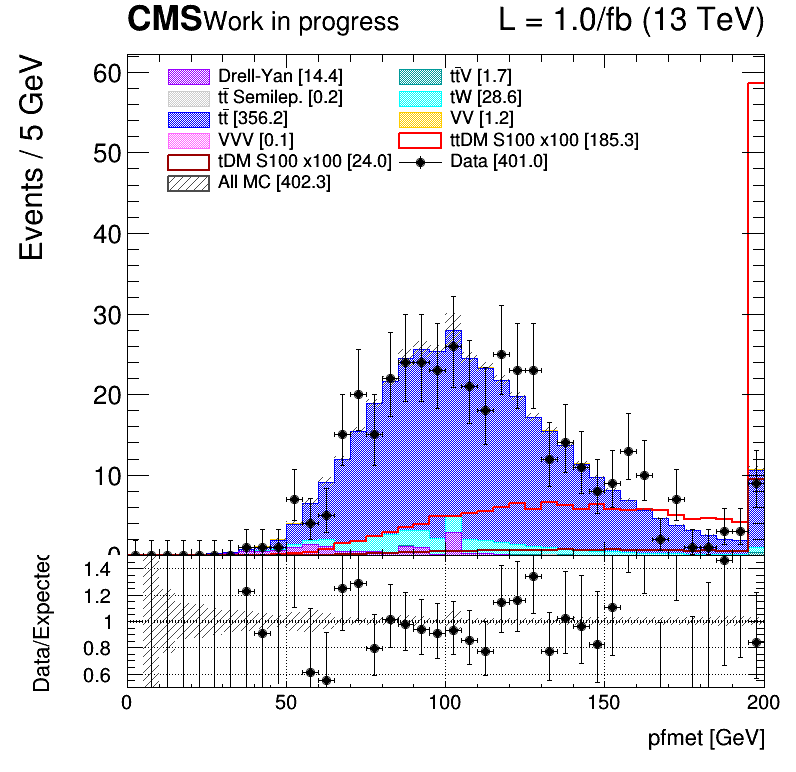 CMS Work in progress L = 1.0/fb (13 TeV)
Events / 5 GeV
60
50
40
30
20
10
0
Drell-Yan [14.4]
tt̄ Semilep. [0.2]
tt̄ [356.2]
VVV [0.1]
tDM S100 x100 [24.0]
All MC [402.3]
tt̄V [1.7]
tW [28.6]
VV [1.2]
ttDM S100 x100 [185.3]
Data [401.0]
Data/Expected
1.4
1.2
1
0.8
0.6
0 50 100 150 200
pfmet [GeV]